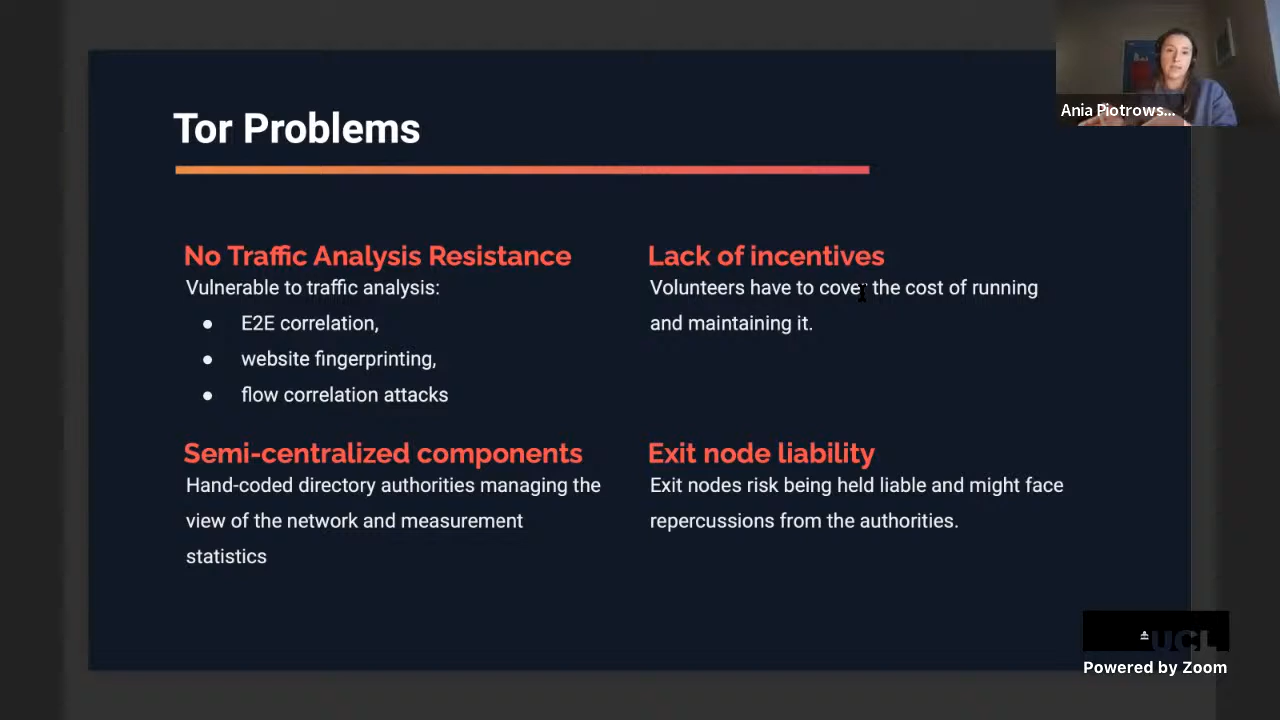 Tor Problems
Ania Piotrows...
No Traffic Analysis Resistance
Vulnerable to traffic analysis:
● E2E correlation,
● website fingerprinting,
● flow correlation attacks
Lack of incentives
Volunteers have to cover the cost of running
and maintaining it.
Semi-centralized components
Hand-coded directory authorities managing the
view of the network and measurement
statistics
Exit node liability
Exit nodes risk being held liable and might face
repercussions from the authorities.
UCL
Powered by Zoom